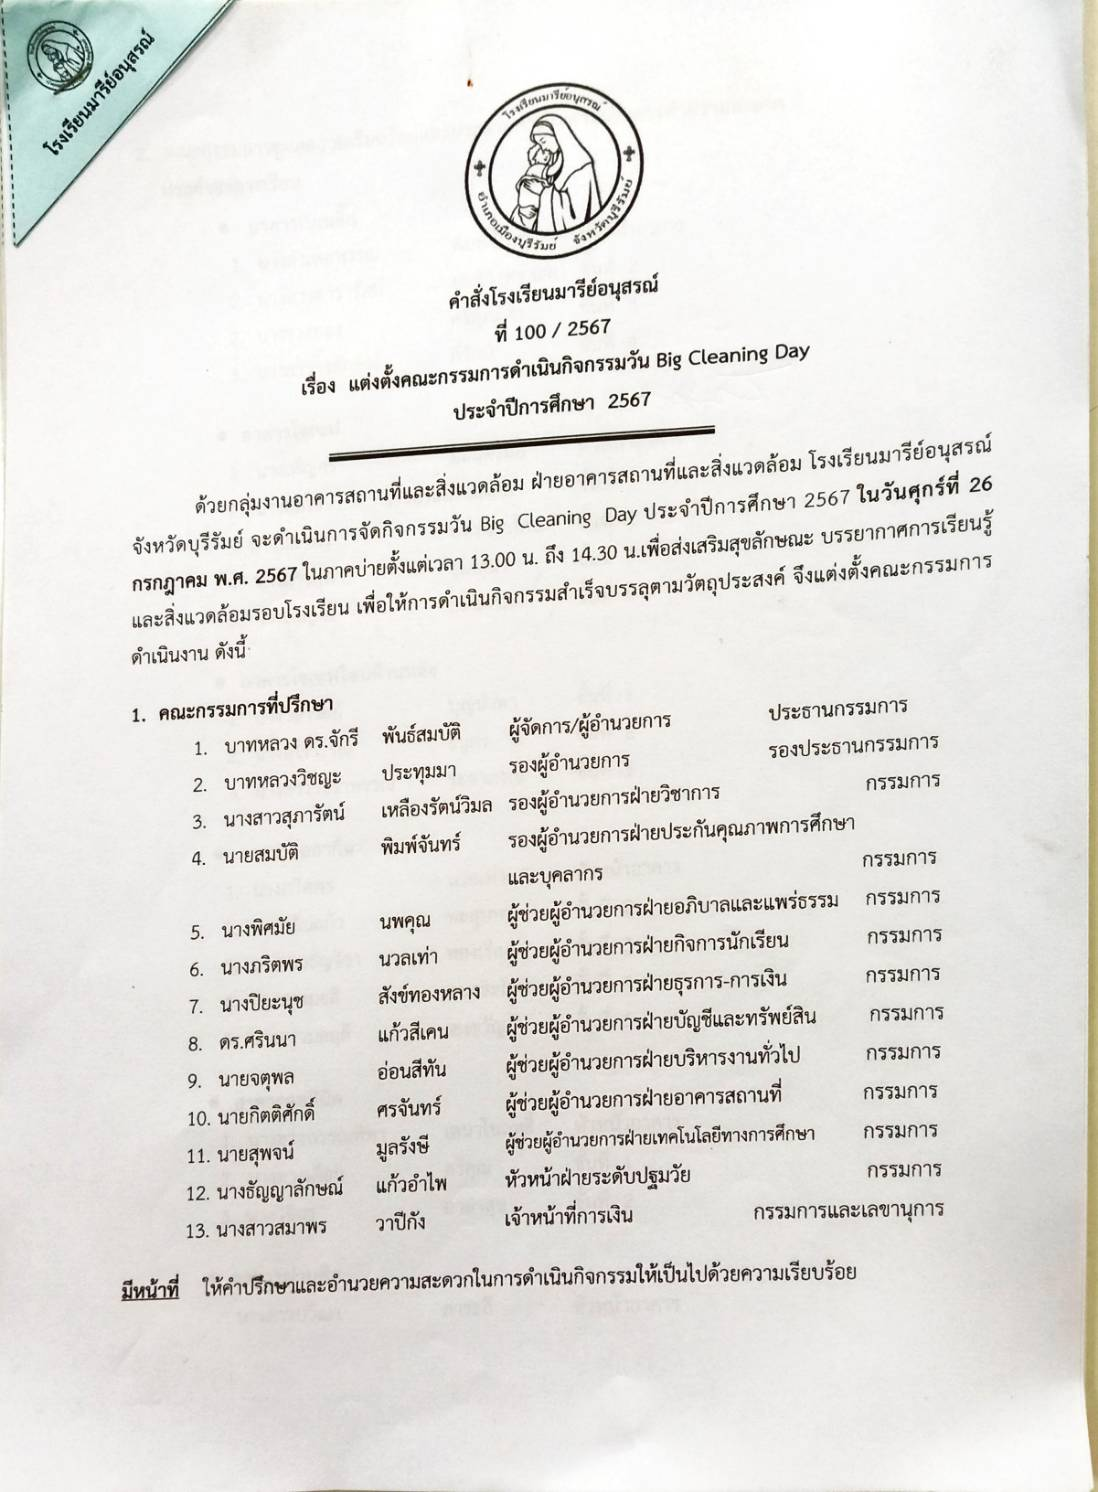 โรงเรียนมารีย์อนุสรณ์
โรงเรียนมารีย์อนุสรณ์
อำเภอเมืองบุรีรัมย์ จังหวัดบุรีรัมย์
คำสั่งโรงเรียนมารีย์อนุสรณ์
ที่ 100 / 2567
เรื่อง แต่งตั้งคณะกรรมการดำเนินกิจกรรมวัน Big Cleaning Day
ประจำปีการศึกษา 2567
ด้วยกลุ่มงานอาคารสถานที่และสิ่งแวดล้อม ฝ่ายอาคารสถานที่และสิ่งแวดล้อม โรงเรียนมารีย์อนุสรณ์
จังหวัดบุรีรัมย์ จะดำเนินการจัดกิจกรรมวัน Big Cleaning Day ประจำปีการศึกษา 2567 ในวันศุกร์ที่ 26
กรกฎาคม พ.ศ. 2567 ในภาคบ่ายตั้งแต่เวลา 13.00 น. ถึง 14.30 น.เพื่อส่งเสริมสุขลักษณะ บรรยากาศการเรียนรู้
และสิ่งแวดล้อมรอบโรงเรียน เพื่อให้การดำเนินกิจกรรมสำเร็จบรรลุตามวัตถุประสงค์ จึงแต่งตั้งคณะกรรมการ
ดำเนินงาน ดังนี้
1. คณะกรรมการที่ปรึกษา
1. บาทหลวง ดร.จักรี พันธ์สมบัติ ผู้จัดการ/ผู้อำนวยการ ประธานกรรมการ
2. บาทหลวงวิชญะ ประทุมมา รองผู้อำนวยการ รองประธานกรรมการ
3. นางสาวสุภารัตน์ เหลืองรัตน์วิมล รองผู้อำนวยการฝ่ายวิชาการ กรรมการ
4. นายสมบัติ พิมพ์จันทร์ รองผู้อำนวยการฝ่ายประกันคุณภาพการศึกษา
และบุคลากร กรรมการ
5. นางพิศมัย นพคุณ ผู้ช่วยผู้อำนวยการฝ่ายอภิบาลและแพร่ธรรม กรรมการ
6. นางภริตพร นวลเท่า ผู้ช่วยผู้อำนวยการฝ่ายกิจการนักเรียน กรรมการ
7. นางปิยะนุช สังข์ทองหลาง ผู้ช่วยผู้อำนวยการฝ่ายธุรการ-การเงิน กรรมการ
8. ดร.ศรินนา แก้วสีเคน ผู้ช่วยผู้อำนวยการฝ่ายบัญชีและทรัพย์สิน กรรมการ
9. นายจตุพล อ่อนสีทัน ผู้ช่วยผู้อำนวยการฝ่ายบริหารงานทั่วไป กรรมการ
10. นายกิตติศักดิ์ ศรจันทร์ ผู้ช่วยผู้อำนวยการฝ่ายอาคารสถานที่ กรรมการ
11. นายสุพจน์ มูลรังษี ผู้ช่วยผู้อำนวยการฝ่ายเทคโนโลยีทางการศึกษา กรรมการ
12. นางธัญญาลักษณ์ แก้วอำไพ หัวหน้าฝ่ายระดับปฐมวัย กรรมการ
13. นางสาวสมาพร วาปีกัง เจ้าหน้าที่การเงิน กรรมการและเลขานุการ
มีหน้าที่ ให้คำปรึกษาและอำนวยความสะดวกในการดำเนินกิจกรรมให้เป็นไปด้วยความเรียบร้อย